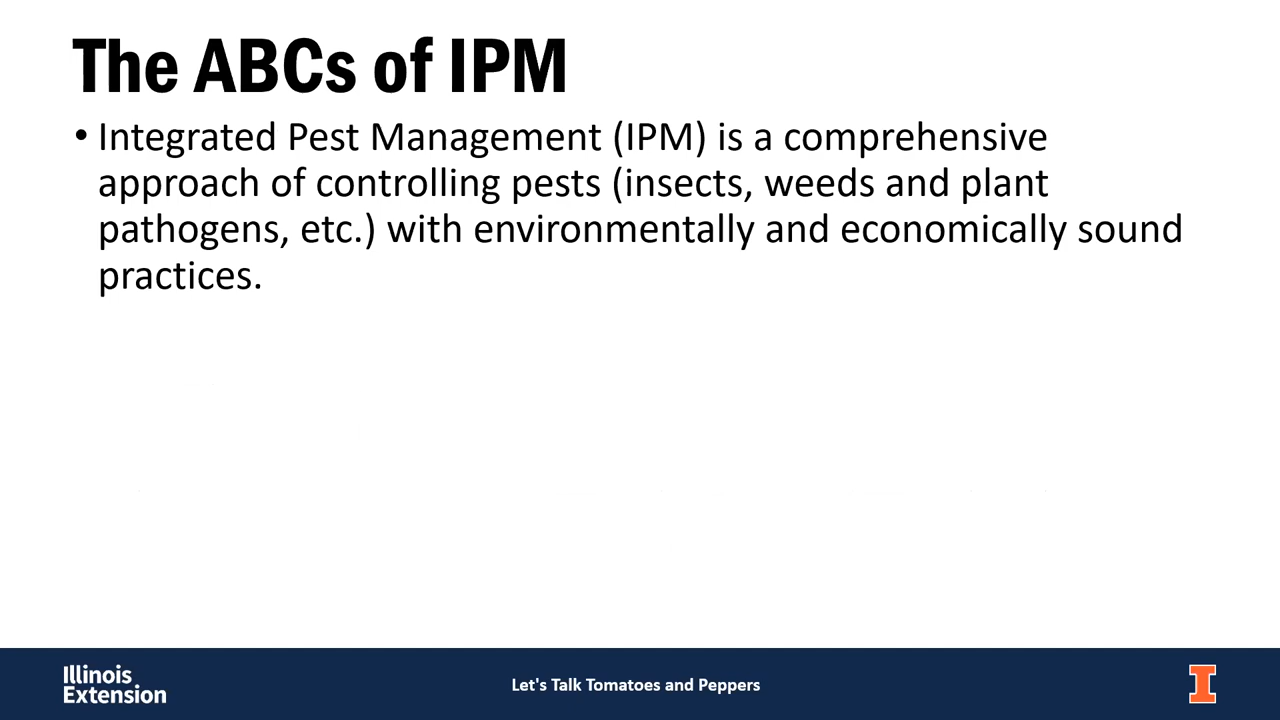 The ABCs of IPM
• Integrated Pest Management (IPM) is a comprehensive
approach of controlling pests (insects, weeds and plant
pathogens, etc.) with environmentally and economically sound
practices.
Illinois
Extension
Let's Talk Tomatoes and Peppers
I